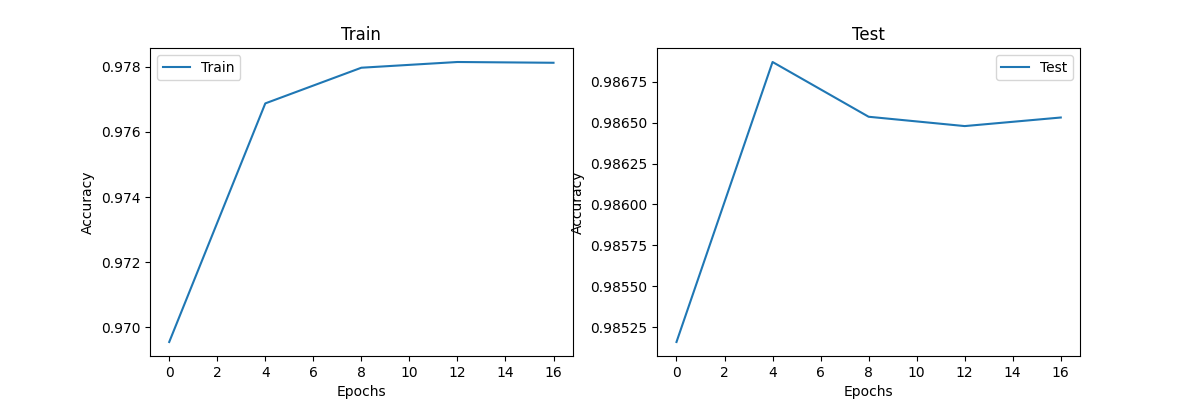 Train
Train
0.978
0.976
0.974
0.972
0.970
Accuracy
0 2 4 6 8 10 12 14 16
Epochs
Test
Test
0.98675
0.98650
0.98625
0.98600
0.98575
0.98550
0.98525
Accuracy
0 2 4 6 8 10 12 14 16
Epochs